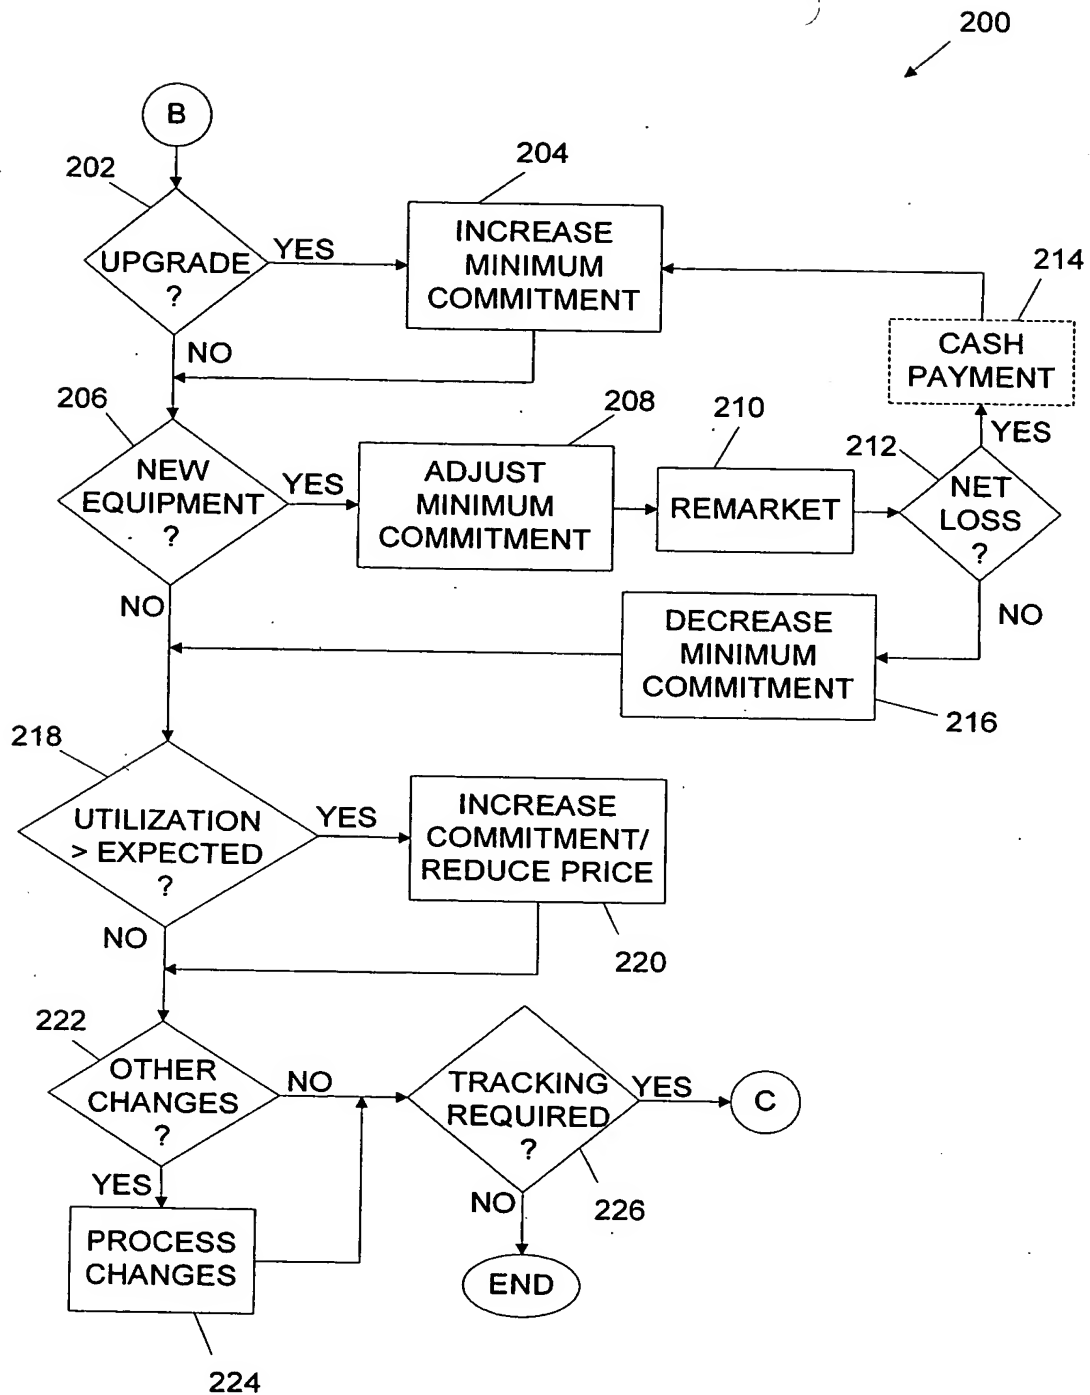 200
B
202
204
UPGRADE
?
YES
INCREASE
MINIMUM
COMMITMENT
214
CASH
PAYMENT
NO
206
208
210
212
YES
NEW
EQUIPMENT
?
YES
ADJUST
MINIMUM
COMMITMENT
REMARKET
NET
LOSS
?
NO
NO
DECREASE
MINIMUM
COMMITMENT
216
218
UTILIZATION
> EXPECTED
?
YES
INCREASE
COMMITMENT/
REDUCE PRICE
NO
220
222
OTHER
CHANGES
?
NO
TRACKING
REQUIRED
?
YES
C
YES
NO
226
PROCESS
CHANGES
END
224